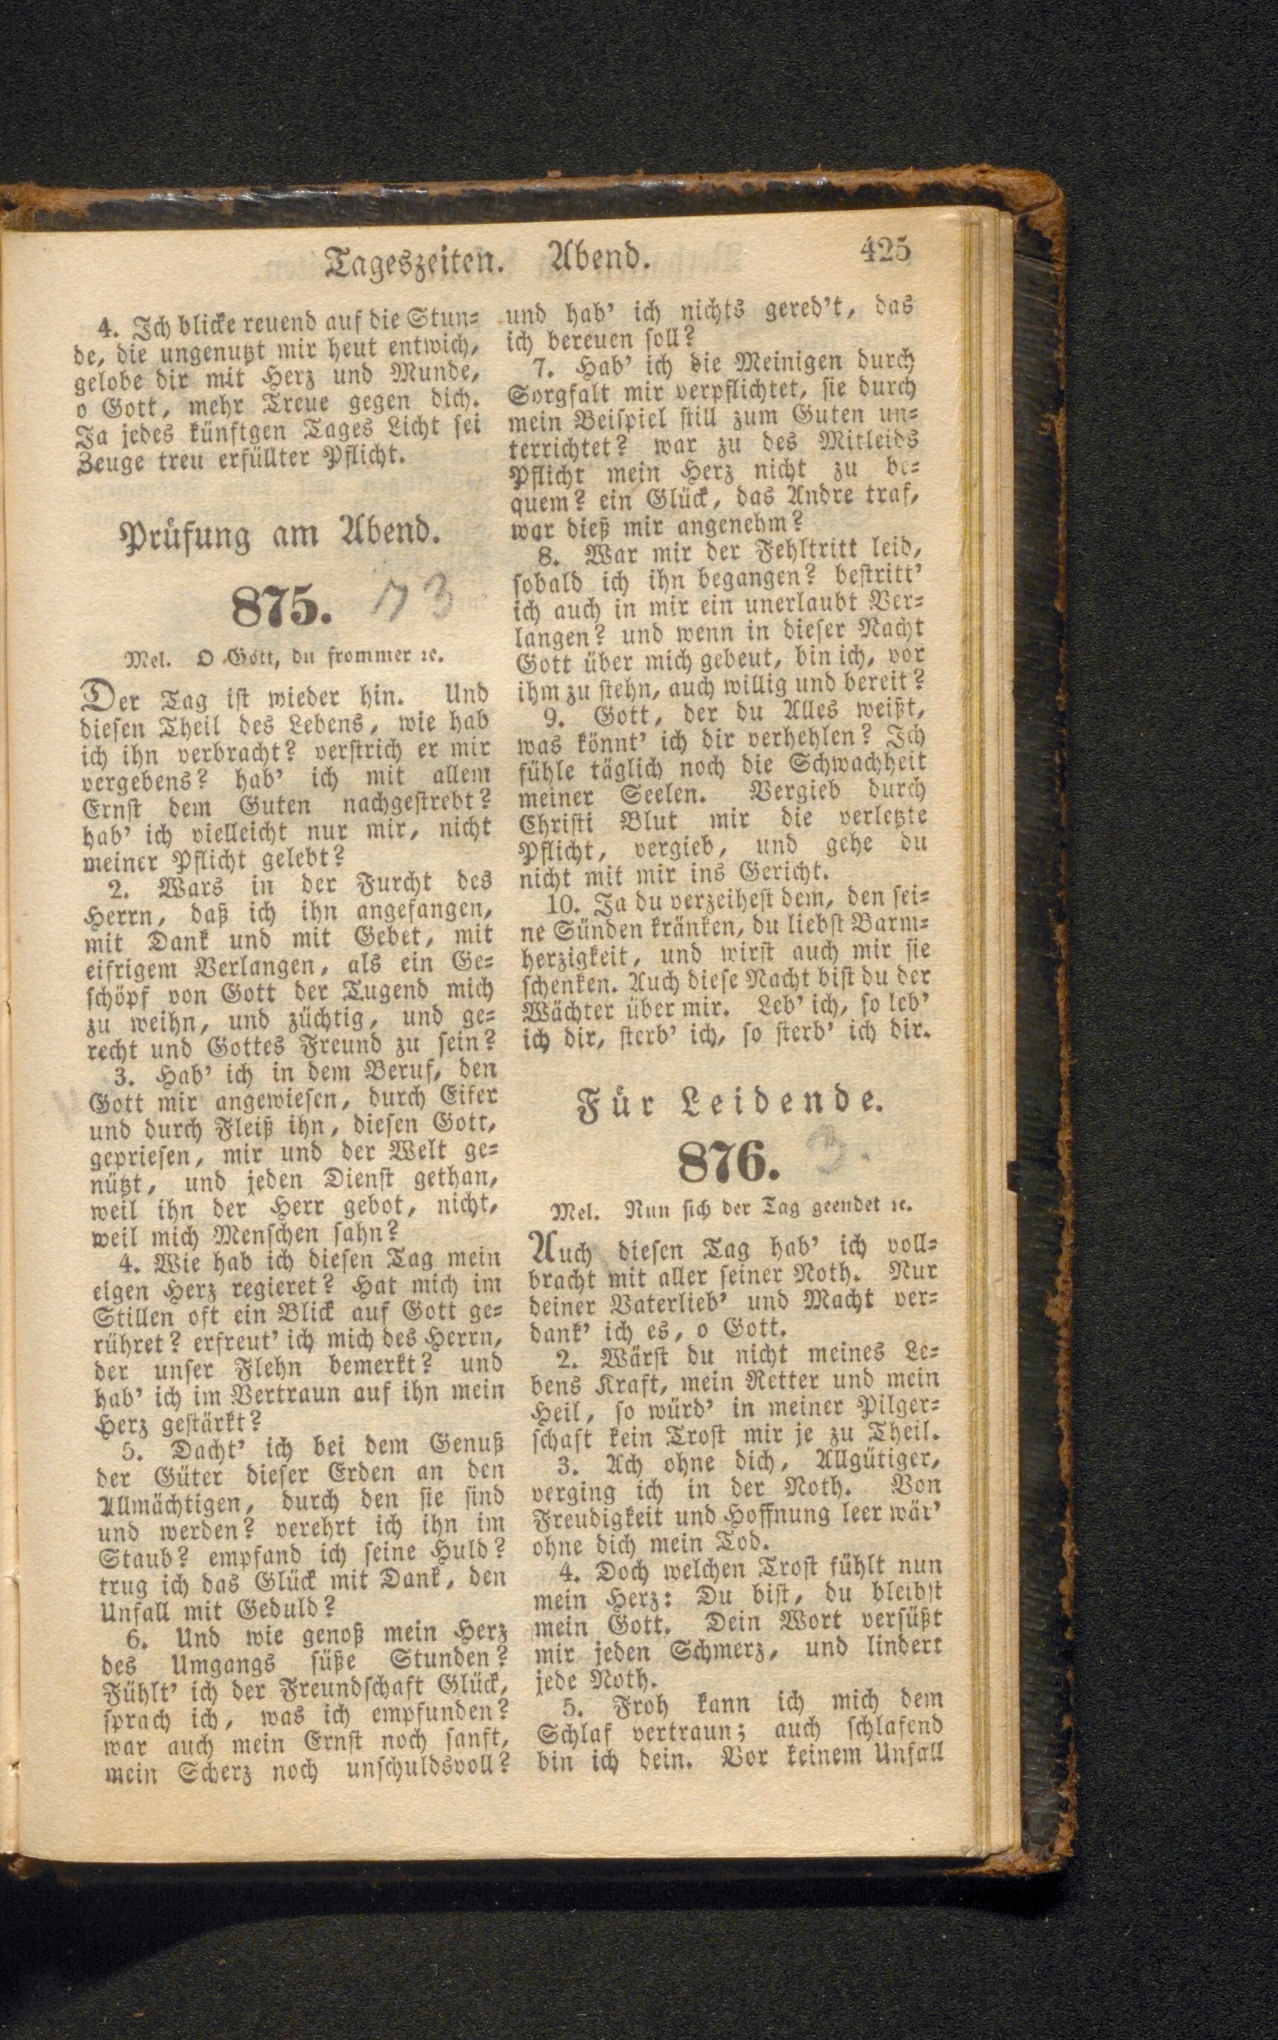 Tageszeiten. Abend. 425
4. Ich blicke reuend auf die Stun=
de, die ungenutzt mir heut entwich,
gelobe dir mit Herz und Munde,
o Gott, mehr Treue gegen dich.
Ja jedes künftgen Tages Licht sei
Zeuge treu erfüllter Pflicht.
Prüfung am Abend.
875. 73
Mel. O Gott, du frommer ꝛc.
Der Tag ist wieder hin. Und
diesen Theil des Lebens, wie hab
ich ihn verbracht? verstrich er mir
vergebens? hab' ich mit allem
Ernst dem Guten nachgestrebt?
hab' ich vielleicht nur mir, nicht
meiner Pflicht gelebt?
2. Wars in der Furcht des
Herrn, daß ich ihn angefangen,
mit Dank und mit Gebet, mit
eifrigem Verlangen, als ein Ge=
schöpf von Gott der Tugend mich
zu weihn, und züchtig, und ge=
recht und Gottes Freund zu sein?
3. Hab' ich in dem Beruf, den
Gott mir angewiesen, durch Eifer
und durch Fleiß ihn, diesen Gott,
gepriesen, mir und der Welt ge=
nützt, und jeden Dienst gethan,
weil ihn der Herr gebot, nicht,
weil mich Menschen sahn?
4. Wie hab ich diesen Tag mein
eigen Herz regieret? Hat mich im
Stillen oft ein Blick auf Gott ge=
rühret? erfreut' ich mich des Herrn,
der unser Flehn bemerkt? und
hab' ich im Vertraun auf ihn mein
Herz gestärkt?
5. Dacht' ich bei dem Genuß
der Güter dieser Erden an den
Allmächtigen, durch den sie sind
und werden? verehrt ich ihn im
Staub? empfand ich seine Huld?
trug ich das Glück mit Dank, den
Unfall mit Geduld?
6. Und wie genoß mein Herz
des Umgangs süße Stunden?
Fühlt' ich der Freundschaft Glück,
sprach ich, was ich empfunden?
war auch mein Ernst noch sanft,
mein Scherz noch unschuldsvoll?
und hab' ich nichts gered't, das
ich bereuen soll?
7. Hab' ich die Meinigen durch
Sorgfalt mir verpflichtet, sie durch
mein Beispiel still zum Guten un=
terrichtet? war zu des Mitleids
Pflicht mein Herz nicht zu be=
quem? ein Glück, das Andre traf,
war dieß mir angenehm?
8. War mir der Fehltritt leid,
sobald ich ihn begangen? bestritt'
ich auch in mir ein unerlaubt Ver=
langen? und wenn in dieser Nacht
Gott über mich gebeut, bin ich, vor
ihm zu stehn, auch willig und bereit?
9. Gott, der du Alles weißt,
was könnt' ich dir verhehlen? Ich
fühle täglich noch die Schwachheit
meiner Seelen. Vergieb durch
Christi Blut mir die verletzte
Pflicht, vergieb, und gehe du
nicht mit mir ins Gericht.
10. Ja du verzeihest dem, den sei=
ne Sünden kränken, du liebst Barm=
herzigkeit, und wirst auch mir sie
schenken. Auch diese Nacht bist du der
Wächter über mir. Leb' ich, so leb'
ich dir, sterb' ich, so sterb' ich dir.
Für Leidende.
876. 3.
Mel. Nun sich der Tag geendet ꝛc.
Auch diesen Tag hab' ich voll=
bracht mit aller seiner Noth. Nur
deiner Vaterlieb' und Macht ver=
dank' ich es, o Gott.
2. Wärst du nicht meines Le=
bens Kraft, mein Retter und mein
Heil, so würd' in meiner Pilger=
schaft kein Trost mir je zu Theil.
3. Ach ohne dich, Allgütiger,
verging ich in der Noth. Von
Freudigkeit und Hoffnung leer wär'
ohne dich mein Tod.
4. Doch welchen Trost fühlt nun
mein Herz: Du bist, du bleibst
mein Gott. Dein Wort versüßt
mir jeden Schmerz, und lindert
jede Noth.
5. Froh kann ich mich dem
Schlaf vertraun; auch schlafend
bin ich dein. Vor keinem Unfall